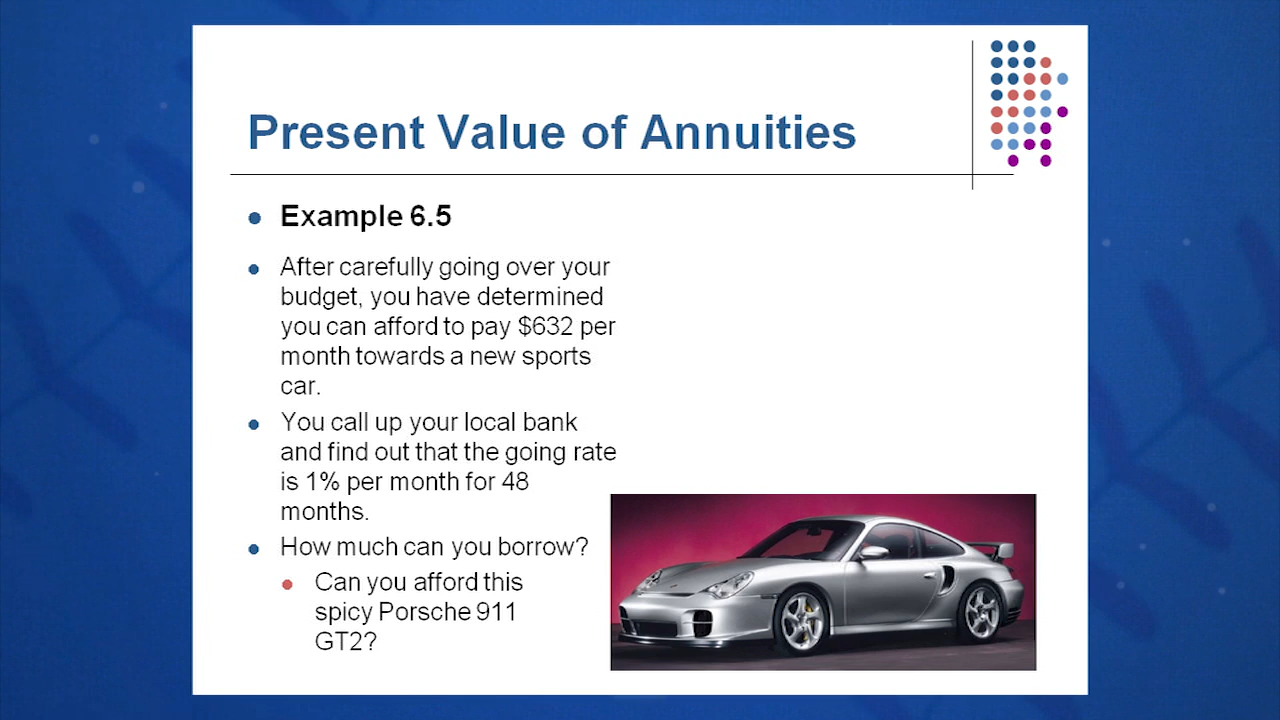 Present Value of Annuities
Example 6.5
After carefully going over your
budget, you have determined
you can afford to pay $632 per
month towards a new sports
car.
You call up your local bank
and find out that the going rate
is 1% per month for 48
months.
How much can you borrow?
Can you afford this
spicy Porsche 911
GT2?